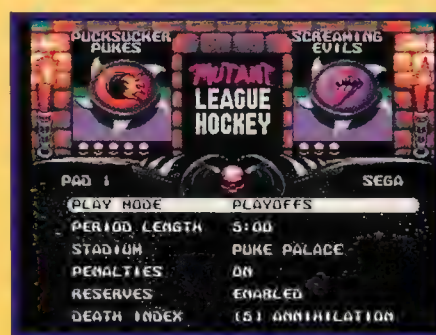 PUCKSUCKER
PUKES
SCREAMING
EVILS
MUTANT
LEAGUE
HOCKEY
PAD 1
SEGA
PLAY MODE PLAYOFFS
PERIOD LENGTH 5:00
STADIUM PUKE PALACE
PENALTIES ON
RESERVES ENABLED
DEATH INDEX (5) ANNIHILATION